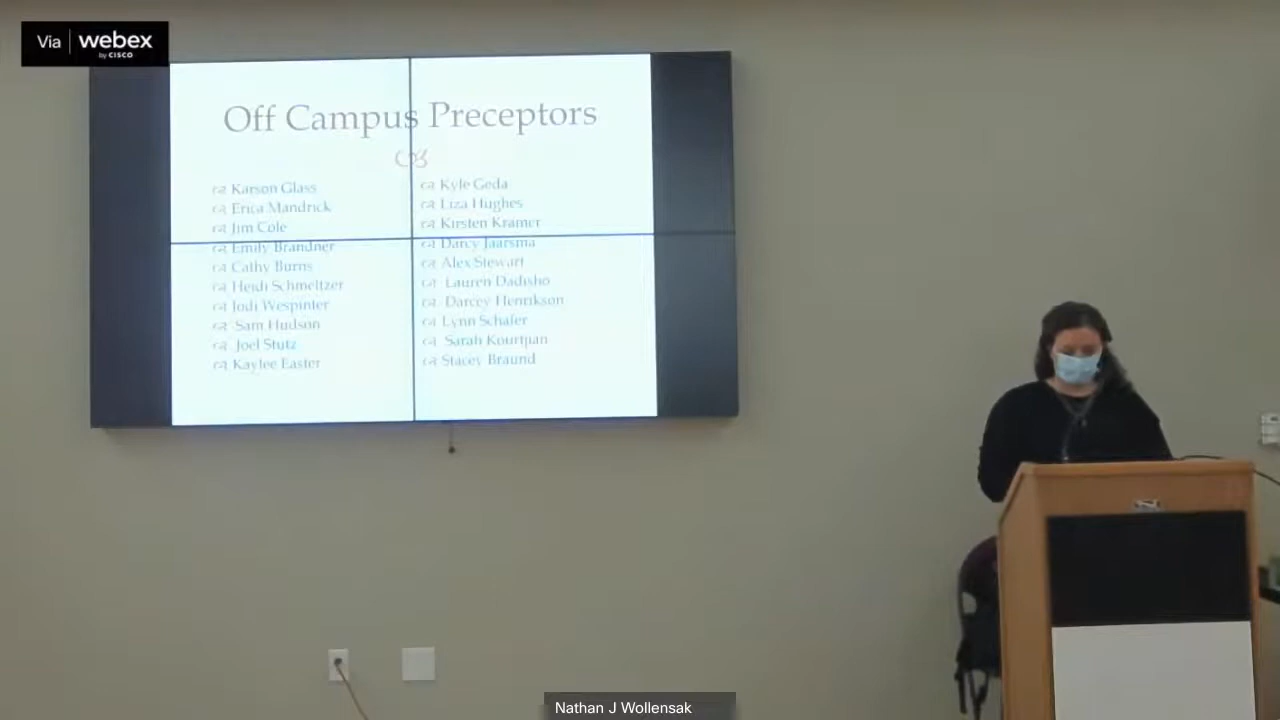 Via webex
by CISCO
Off Campus Preceptors
Karson Glass
Erica Mandrick
Jim Cole
Emily Brandner
Cathy Burns
Heidi Schmeltzer
Jodi Wespinter
Sam Hudson
Joel Stutz
Kaylee Easter
Kyle Geda
Liza Hughes
Kirsten Kramer
Darcy Jaarsma
Alex Stewart
Lauren Dadisho
Darcey Henrikson
Lynn Schafer
Sarah Kourtjian
Stacey Braund
Nathan J Wollensak